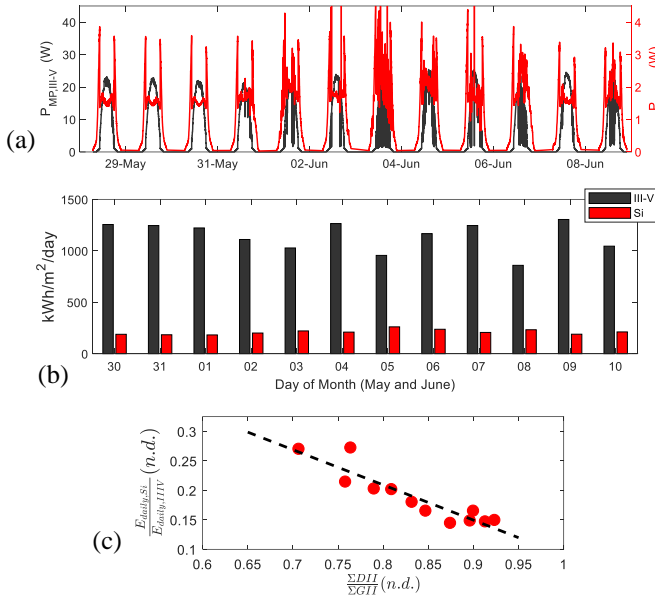 40
30
20
10
0
P MP,III-V (W)
4
3
2
1
0
P (W)
29-May 31-May 02-Jun 04-Jun 06-Jun 08-Jun
(a)
1500
1000
500
0
kWh/m²/day
III-V
Si
30 31 01 02 03 04 05 06 07 08 09 10
Day of Month (May and June)
(b)
0.3
0.25
0.2
0.15
0.1
E_daily,Si / E_daily,IIIV (n.d.)
0.6 0.65 0.7 0.75 0.8 0.85 0.9 0.95 1
ΣDII / ΣGII (n.d.)
(c)